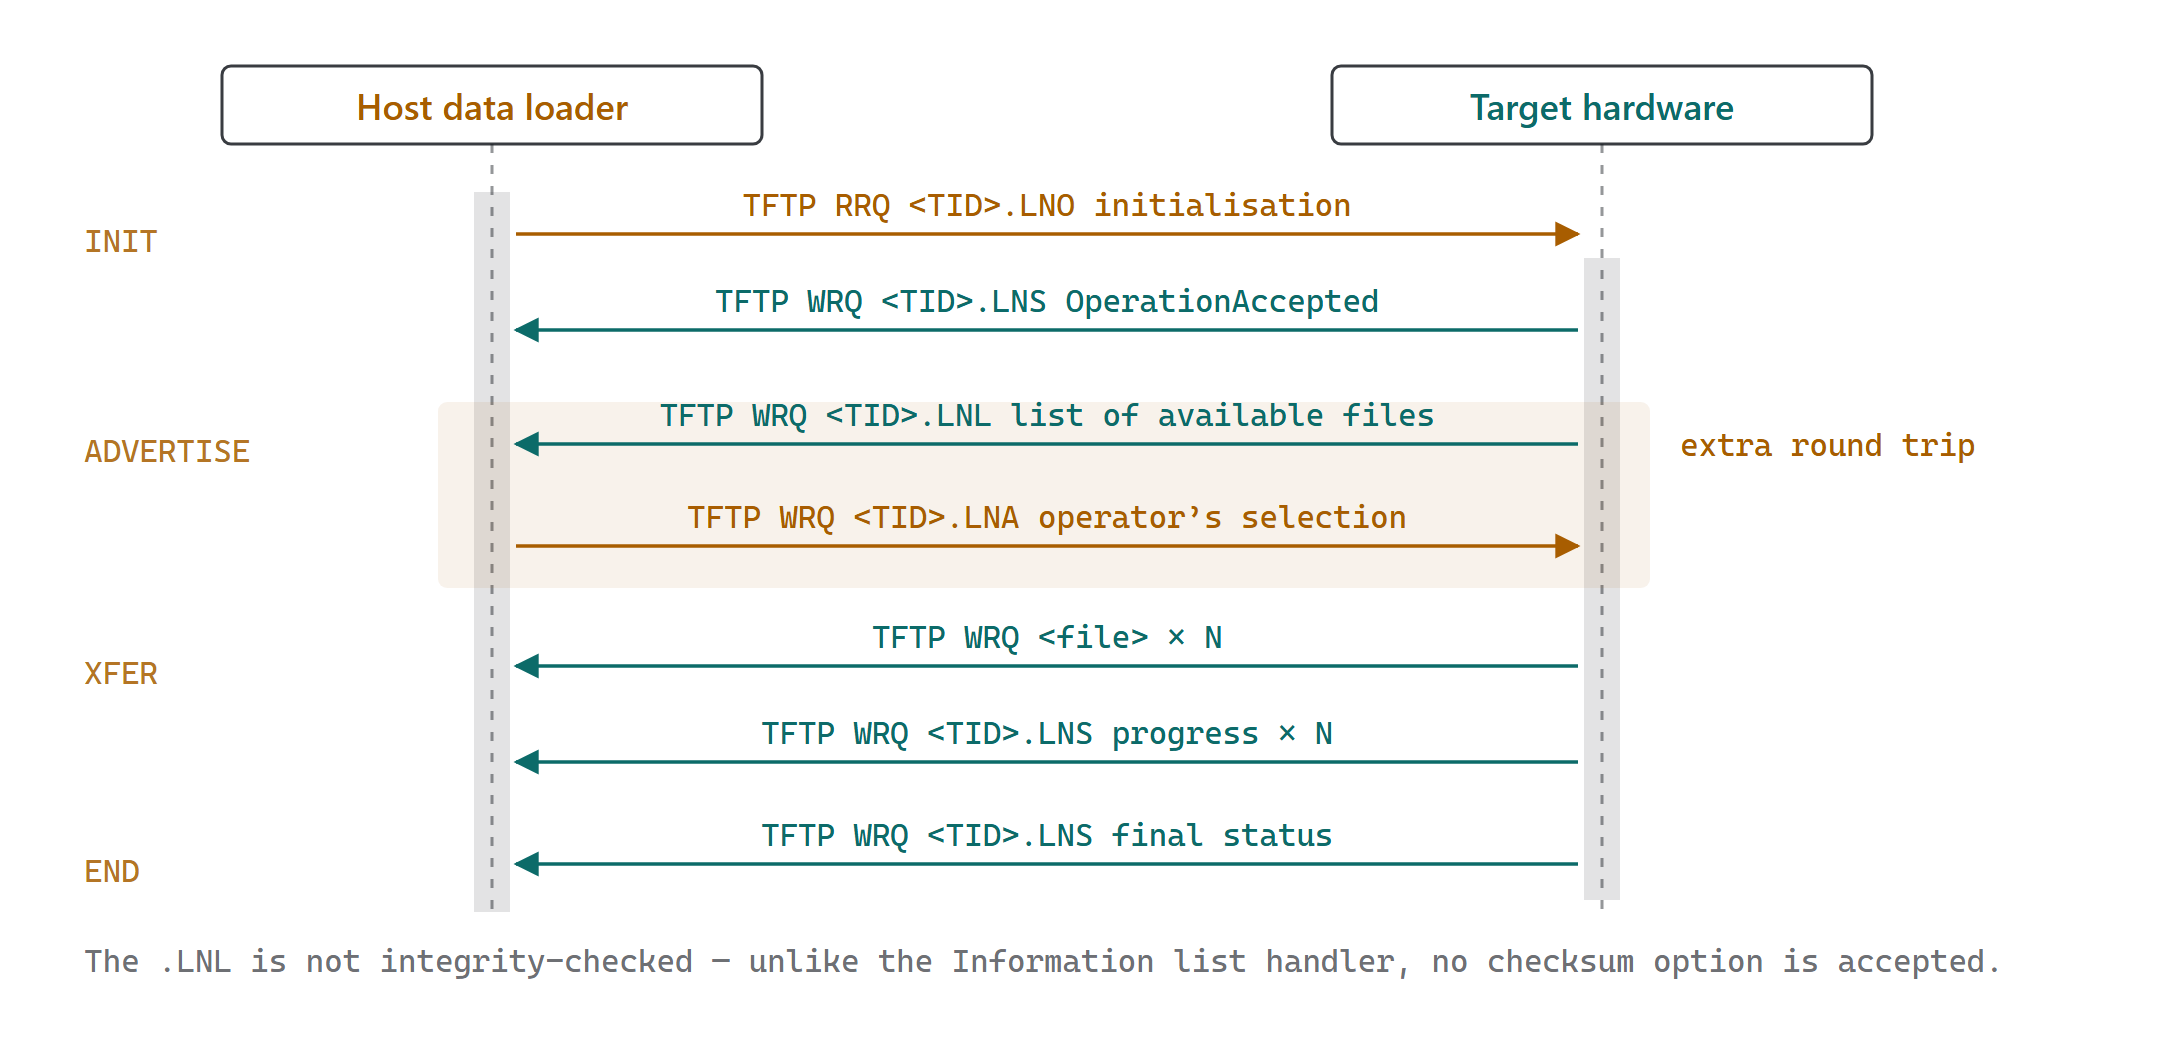 Host data loader
Target hardware
TFTP RRQ <TID>.LNO initialisation
INIT
TFTP WRQ <TID>.LNS OperationAccepted
TFTP WRQ <TID>.LNL list of available files
ADVERTISE
extra round trip
TFTP WRQ <TID>.LNA operator’s selection
TFTP WRQ <file> × N
XFER
TFTP WRQ <TID>.LNS progress × N
TFTP WRQ <TID>.LNS final status
END
The .LNL is not integrity-checked — unlike the Information list handler, no checksum option is accepted.